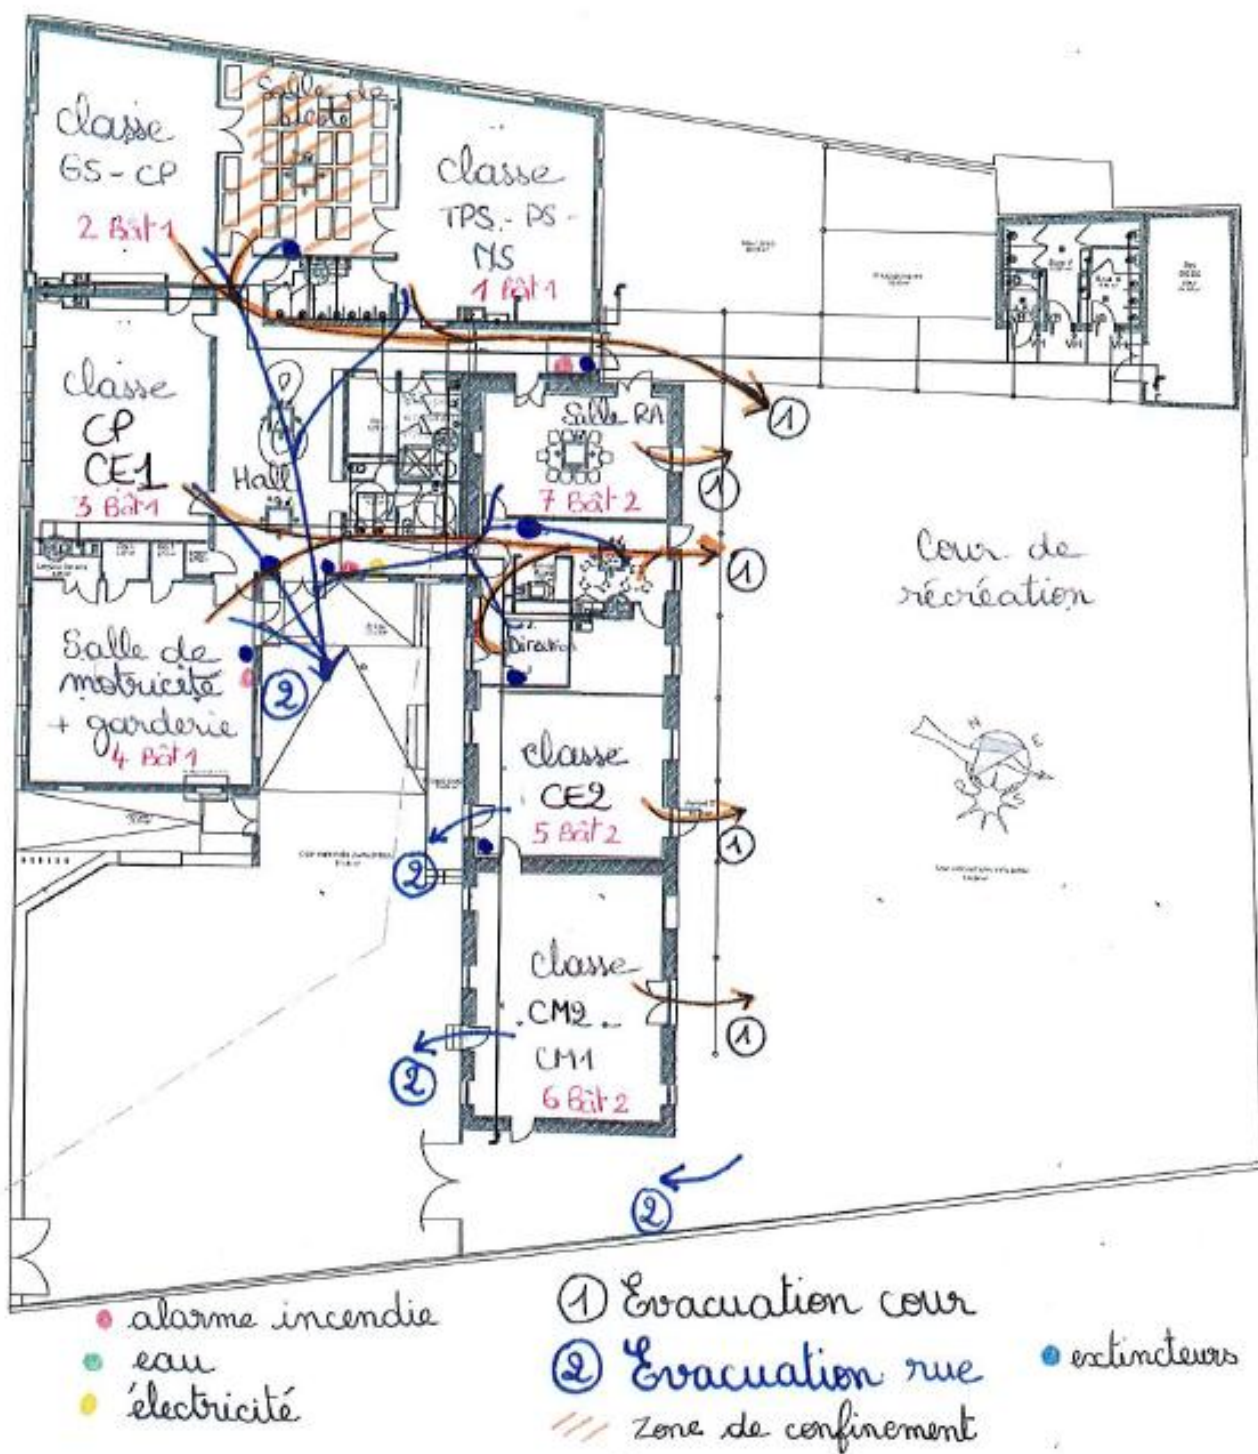 classe
GS - CP
2 Bât 1
Salle de
sieste
classe
TPS - PS -
MS
1 Bât 1
classe
CP
CE1
3 Bât 1
Hall
Salle RA
7 Bât 2
1
1
1
Cour de
récréation
N
E
Salle de
motricité
+ garderie
4 Bât 1
2
Direction
classe
CE2
5 Bât 2
1
2
classe
CM2
CM1
6 Bât 2
1
2
2
alarme incendie
eau
électricité
1 Evacuation cour
2 Evacuation rue
zone de confinement
extincteurs